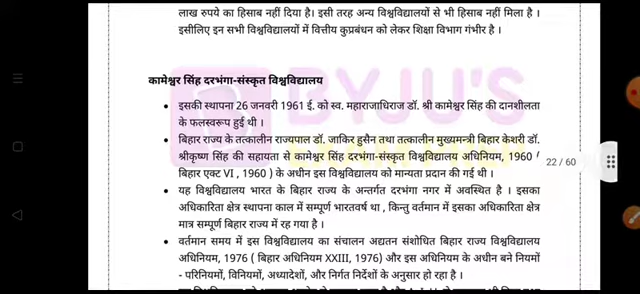 लाख रुपये का हिसाब नहीं दिया है। इसी तरह अन्य विश्वविद्यालयों से भी हिसाब नहीं मिला है ।
इसीलिए इन सभी विश्वविद्यालयों में वित्तीय कुप्रबंधन को लेकर शिक्षा विभाग गंभीर है ।
कामेश्वर सिंह दरभंगा-संस्कृत विश्वविद्यालय
BYJU'S
• इसकी स्थापना 26 जनवरी 1961 ई. को स्व. महाराजाधिराज डॉ. श्री कामेश्वर सिंह की दानशीलता
के फलस्वरूप हुई थी ।
• बिहार राज्य के तत्कालीन राज्यपाल डॉ. जाकिर हुसैन तथा तत्कालीन मुख्यमन्त्री बिहार केशरी डॉ.
श्रीकृष्ण सिंह की सहायता से कामेश्वर सिंह दरभंगा-संस्कृत विश्वविद्यालय अधिनियम, 1960 (
22 / 60
बिहार एक्ट VI , 1960 ) के अधीन इस विश्वविद्यालय को मान्यता प्रदान की गई थी ।
• यह विश्वविद्यालय भारत के बिहार राज्य के अन्तर्गत दरभंगा नगर में अवस्थित है । इसका
अधिकारिता क्षेत्र स्थापना काल में सम्पूर्ण भारतवर्ष था , किन्तु वर्तमान में इसका अधिकारिता क्षेत्र
मात्र सम्पूर्ण बिहार राज्य में रह गया है ।
• वर्तमान समय में इस विश्वविद्यालय का संचालन अद्यतन संशोधित बिहार राज्य विश्वविद्यालय
अधिनियम, 1976 ( बिहार अधिनियम XXIII, 1976) और इस अधिनियम के अधीन बने नियमों
- परिनियमों, विनियमों, अध्यादेशों, और निर्गत निर्देशों के अनुसार हो रहा है ।